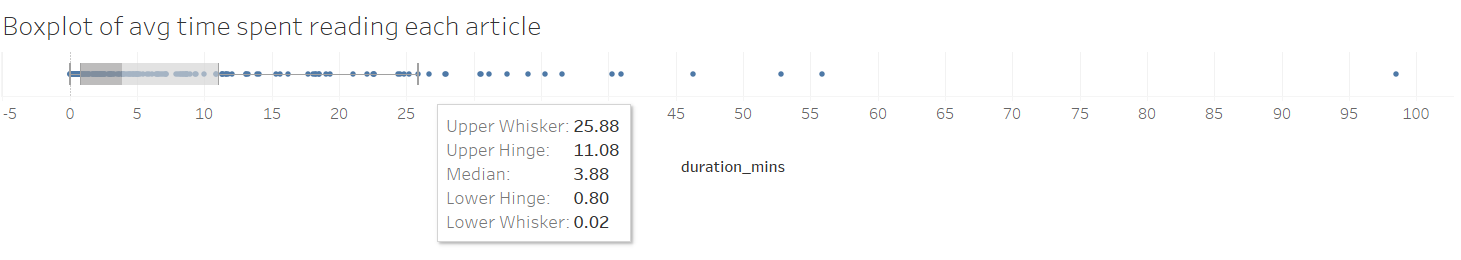 Boxplot of avg time spent reading each article
-5 0 5 10 15 20 25 45 50 55 60 65 70 75 80 85 90 95 100
Upper Whisker: 25.88
Upper Hinge: 11.08
Median: 3.88
Lower Hinge: 0.80
Lower Whisker: 0.02
duration_mins